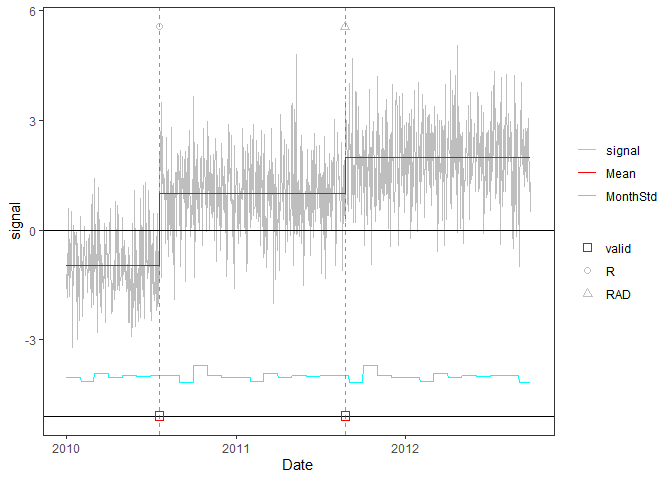 6
3
0
-3
signal
2010
2011
2012
Date
signal
Mean
MonthStd
valid
R
RAD